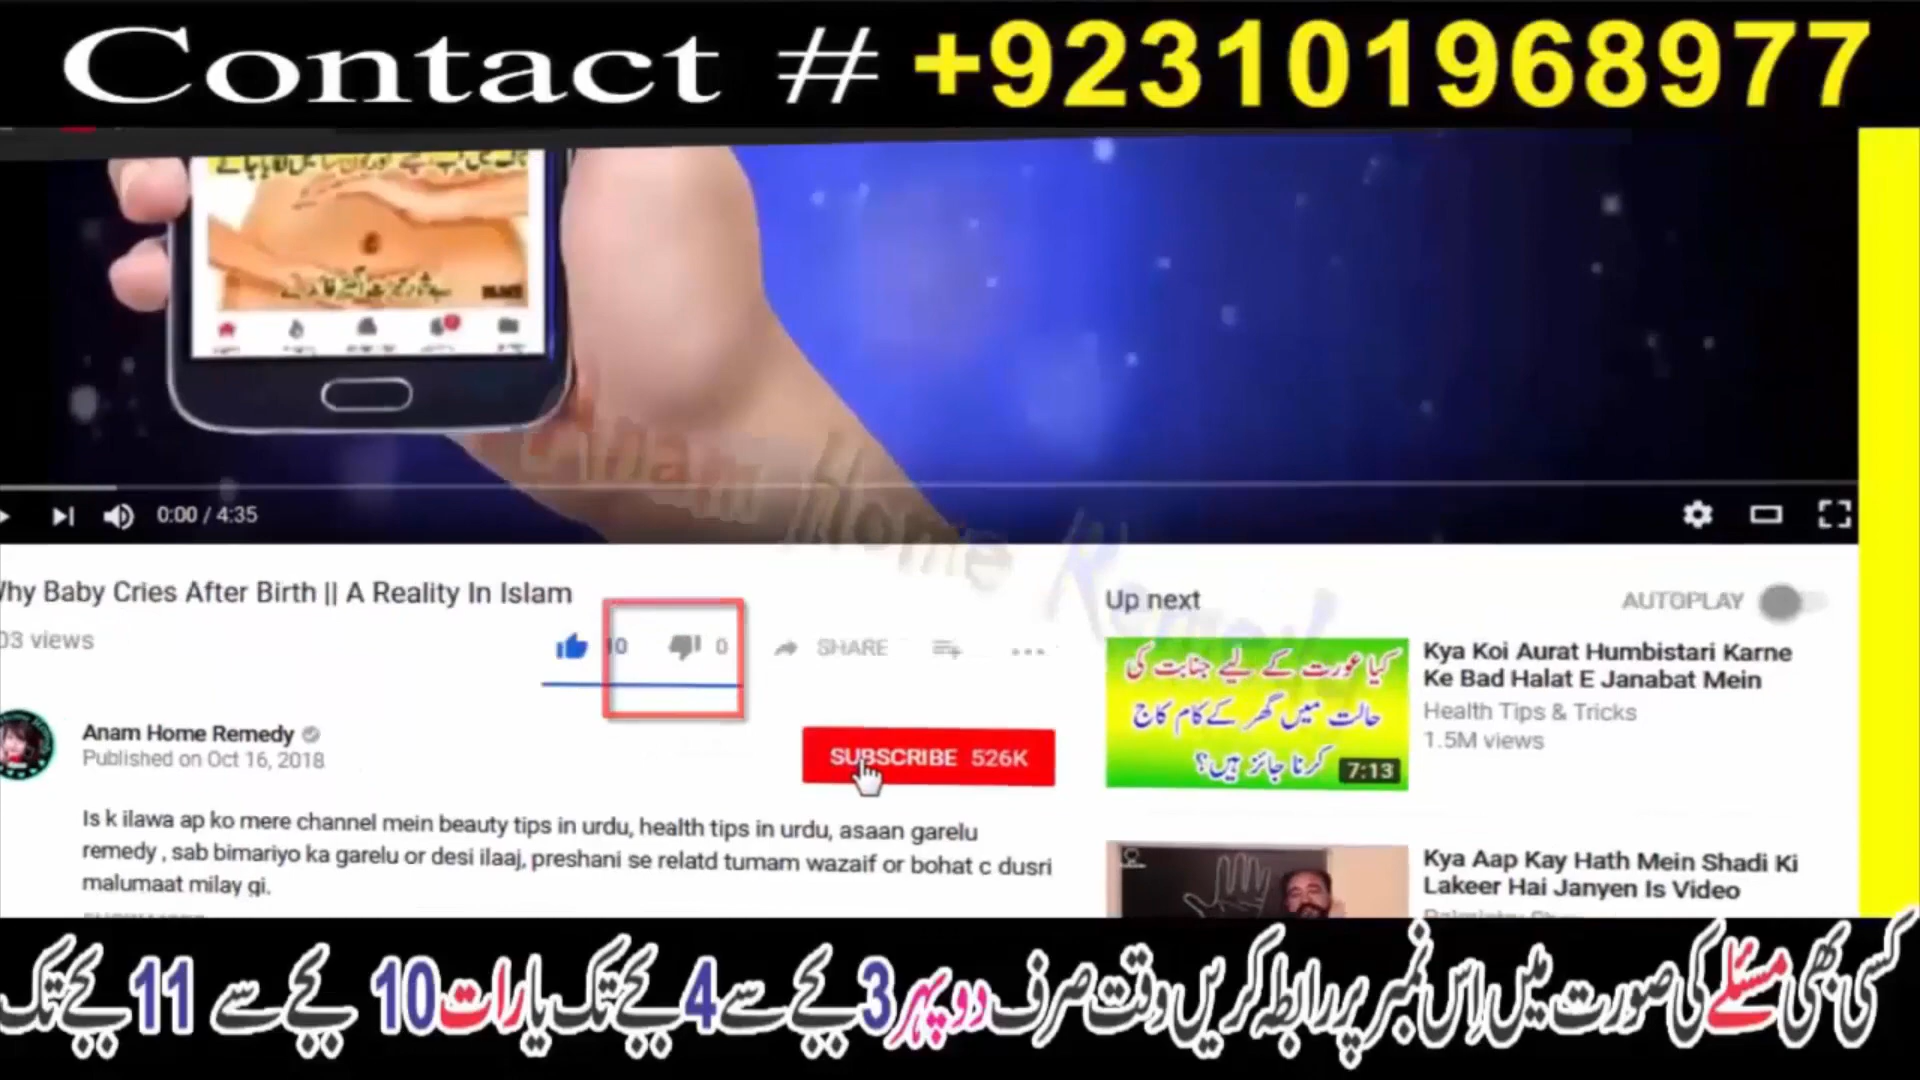 Contact # +923101968977
0:00 / 4:35
Why Baby Cries After Birth || A Reality In Islam
03 views
10
0
SHARE
Anam Home Remedy
Published on Oct 16, 2018
SUBSCRIBE 526K
Is k ilawa ap ko mere channel mein beauty tips in urdu, health tips in urdu, asaan garelu
remedy , sab bimariyo ka garelu or desi ilaaj, preshani se relatd tumam wazaif or bohat c dusri
malumaat milay gi.
Anam Home Remedy
Up next
AUTOPLAY
کیا عورت کے لیے جنابت کی
حالت میں گھر کے کام کاج
کرنا جائز ہیں؟
7:13
Kya Koi Aurat Humbistari Karne
Ke Bad Halat E Janabat Mein
Health Tips & Tricks
1.5M views
Kya Aap Kay Hath Mein Shadi Ki
Lakeer Hai Janyen Is Video
کسی بھی مسئلے کی صورت میں اِس نمبر پر رابطہ کریں وقت صرف دوپہر 3 بجے سے 4 بجے تک یا رات 10 بجے سے 11 بجے تک